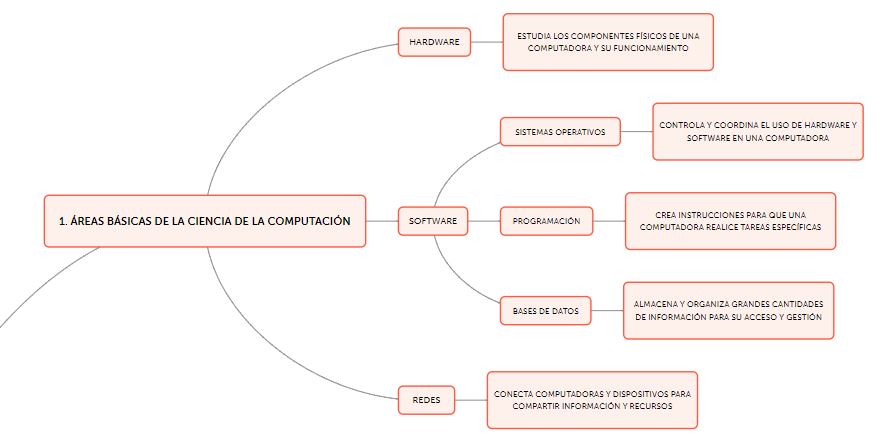 1. ÁREAS BÁSICAS DE LA CIENCIA DE LA COMPUTACIÓN
HARDWARE
ESTUDIA LOS COMPONENTES FÍSICOS DE UNA
COMPUTADORA Y SU FUNCIONAMIENTO
SOFTWARE
SISTEMAS OPERATIVOS
CONTROLA Y COORDINA EL USO DE HARDWARE Y
SOFTWARE EN UNA COMPUTADORA
PROGRAMACIÓN
CREA INSTRUCCIONES PARA QUE UNA
COMPUTADORA REALICE TAREAS ESPECÍFICAS
BASES DE DATOS
ALMACENA Y ORGANIZA GRANDES CANTIDADES
DE INFORMACIÓN PARA SU ACCESO Y GESTIÓN
REDES
CONECTA COMPUTADORAS Y DISPOSITIVOS PARA
COMPARTIR INFORMACIÓN Y RECURSOS